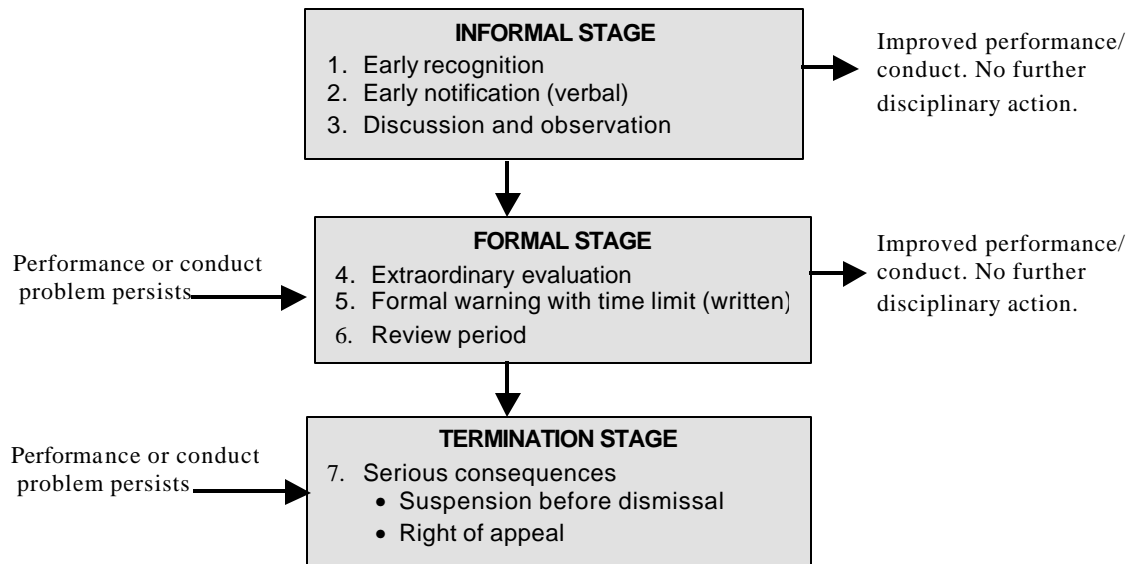 INFORMAL STAGE
1. Early recognition
2. Early notification (verbal)
3. Discussion and observation
Improved performance/
conduct. No further
disciplinary action.
Performance or conduct
problem persists
FORMAL STAGE
4. Extraordinary evaluation
5. Formal warning with time limit (written)
6. Review period
Improved performance/
conduct. No further
disciplinary action.
Performance or conduct
problem persists
TERMINATION STAGE
7. Serious consequences
• Suspension before dismissal
• Right of appeal